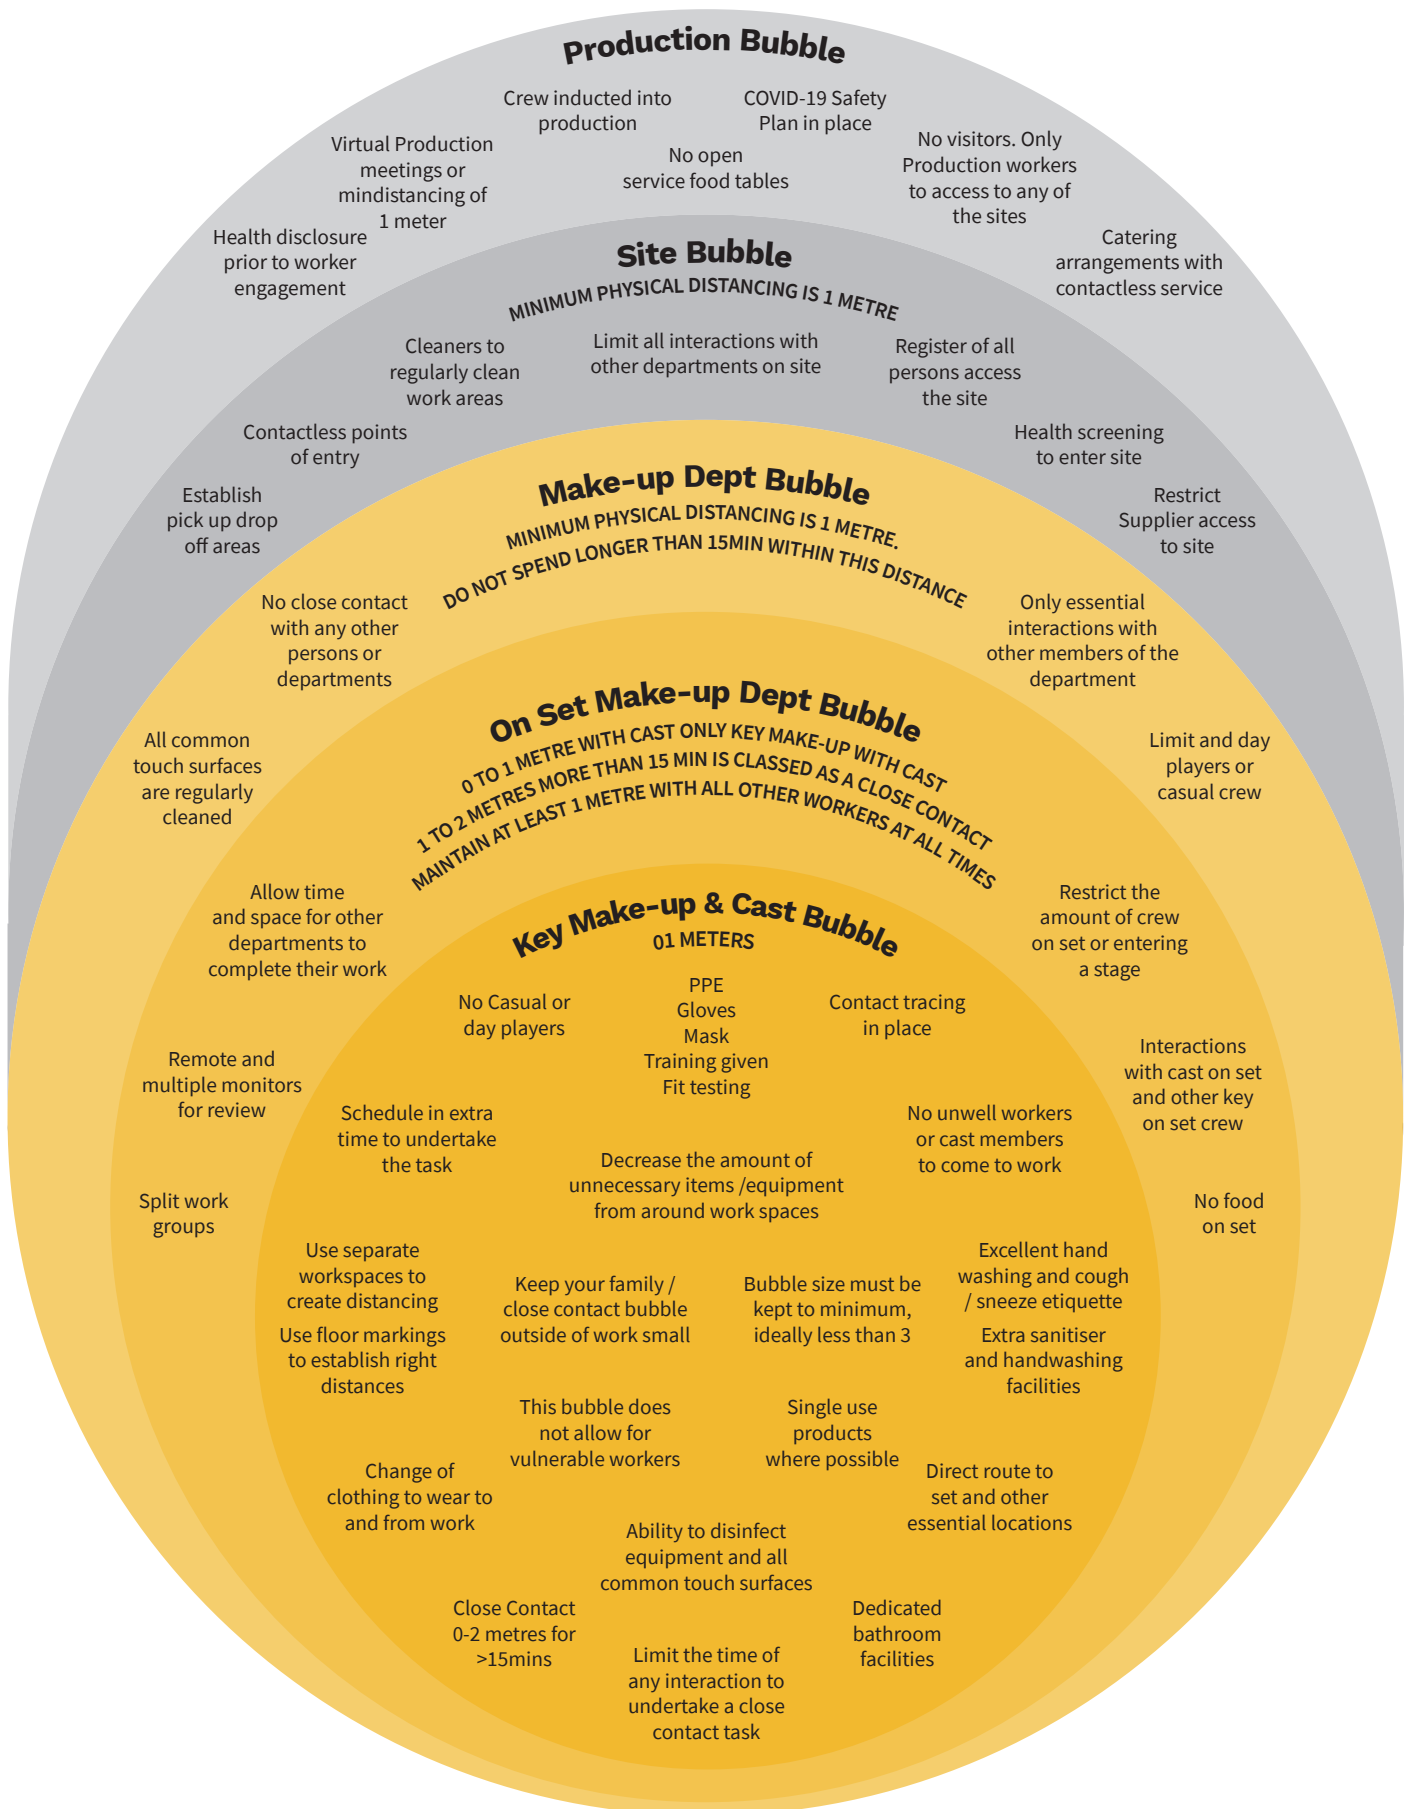 Production Bubble
Crew inducted into
production
COVID-19 Safety
Plan in place
Virtual Production
meetings or
mindistancing of
1 meter
No open
service food tables
No visitors. Only
Production workers
to access to any of
the sites
Health disclosure
prior to worker
engagement
Catering
arrangements with
contactless service
Site Bubble
MINIMUM PHYSICAL DISTANCING IS 1 METRE
Cleaners to
regularly clean
work areas
Limit all interactions with
other departments on site
Register of all
persons access
the site
Contactless points
of entry
Health screening
to enter site
Establish
pick up drop
off areas
Restrict
Supplier access
to site
Make-up Dept Bubble
MINIMUM PHYSICAL DISTANCING IS 1 METRE.
DO NOT SPEND LONGER THAN 15MIN WITHIN THIS DISTANCE
No close contact
with any other
persons or
departments
Only essential
interactions with
other members of the
department
All common
touch surfaces
are regularly
cleaned
Limit and day
players or
casual crew
On Set Make-up Dept Bubble
0 TO 1 METRE WITH CAST ONLY KEY MAKE-UP WITH CAST
1 TO 2 METRES MORE THAN 15 MIN IS CLASSED AS A CLOSE CONTACT
MAINTAIN AT LEAST 1 METRE WITH ALL OTHER WORKERS AT ALL TIMES
Allow time
and space for other
departments to
complete their work
Restrict the
amount of crew
on set or entering
a stage
Remote and
multiple monitors
for review
Interactions
with cast on set
and other key
on set crew
Split work
groups
No food
on set
Key Make-up & Cast Bubble
01 METERS
No Casual or
day players
PPE
Gloves
Mask
Training given
Fit testing
Contact tracing
in place
Schedule in extra
time to undertake
the task
No unwell workers
or cast members
to come to work
Decrease the amount of
unnecessary items /equipment
from around work spaces
Use separate
workspaces to
create distancing
Keep your family /
close contact bubble
outside of work small
Bubble size must be
kept to minimum,
ideally less than 3
Excellent hand
washing and cough
/ sneeze etiquette
Use floor markings
to establish right
distances
Extra sanitiser
and handwashing
facilities
This bubble does
not allow for
vulnerable workers
Single use
products
where possible
Change of
clothing to wear to
and from work
Direct route to
set and other
essential locations
Ability to disinfect
equipment and all
common touch surfaces
Close Contact
0-2 metres for
>15mins
Dedicated
bathroom
facilities
Limit the time of
any interaction to
undertake a close
contact task